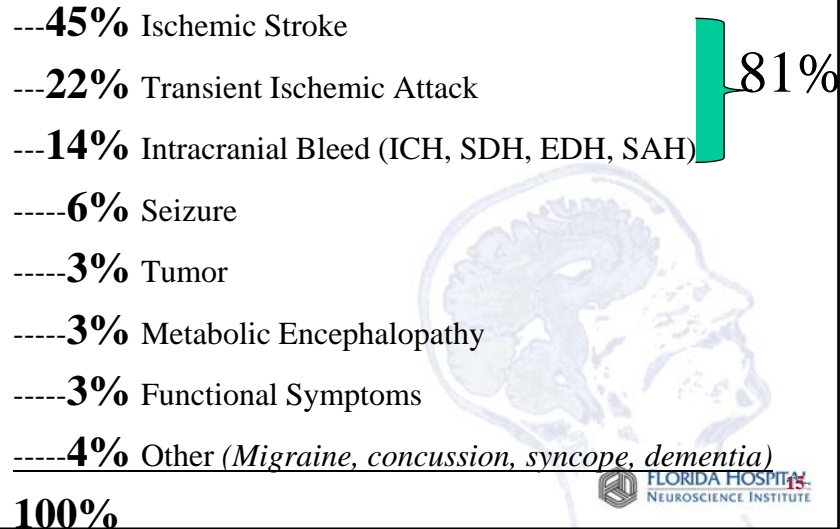 ---45% Ischemic Stroke
---22% Transient Ischemic Attack
---14% Intracranial Bleed (ICH, SDH, EDH, SAH)
81%
-----6% Seizure
-----3% Tumor
-----3% Metabolic Encephalopathy
-----3% Functional Symptoms
-----4% Other (Migraine, concussion, syncope, dementia)
100%
FLORIDA HOSPITAL
NEUROSCIENCE INSTITUTE
15